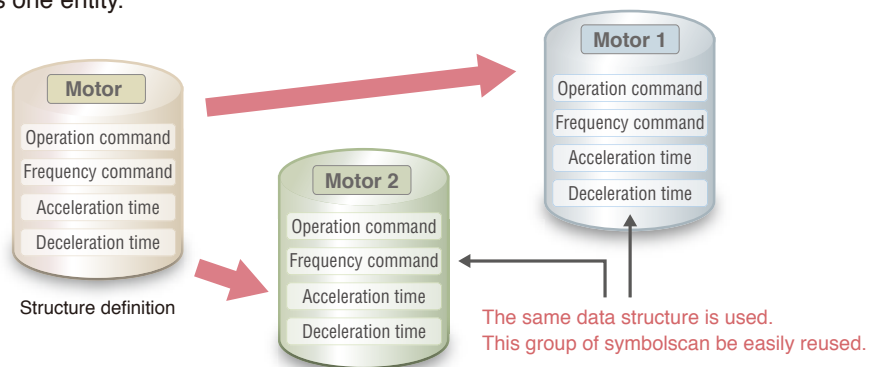 s one entity.
Motor
Operation command
Frequency command
Acceleration time
Deceleration time
Structure definition
Motor 2
Operation command
Frequency command
Acceleration time
Deceleration time
Motor 1
Operation command
Frequency command
Acceleration time
Deceleration time
The same data structure is used.
This group of symbolscan be easily reused.